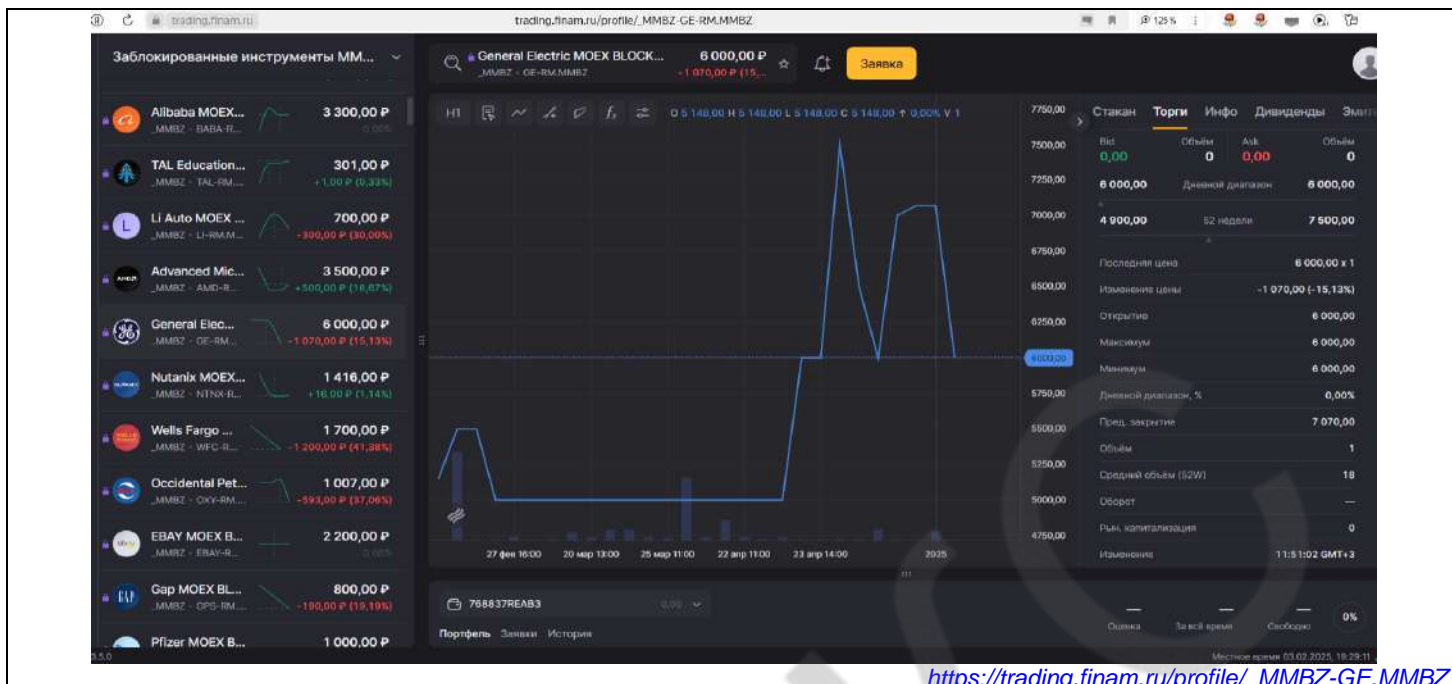 trading.finam.ru
trading.finam.ru/profile/_MMBZ-GE-RM.MMBZ
125 %
Заблокированные инструменты MM...
General Electric MOEX BLOCK...
6 000,00 ₽
_MMBZ - GE-RM.MMBZ
-1 070,00 ₽ (15,...
Заявка
Alibaba MOEX...
3 300,00 ₽
_MMBZ - BABA-R...
0,00%
TAL Education...
301,00 ₽
_MMBZ - TAL-RM....
+1,00 ₽ (0,33%)
Li Auto MOEX ...
700,00 ₽
_MMBZ - LI-RM.M...
-300,00 ₽ (30,00%)
Advanced Mic...
3 500,00 ₽
_MMBZ - AMD-R...
+500,00 ₽ (16,67%)
General Elec...
6 000,00 ₽
_MMBZ - GE-RM...
-1 070,00 ₽ (15,13%)
Nutanix MOEX...
1 416,00 ₽
_MMBZ - NTNX-R...
+16,00 ₽ (1,14%)
Wells Fargo ...
1 700,00 ₽
_MMBZ - WFC-R...
-1 200,00 ₽ (41,38%)
Occidental Pet...
1 007,00 ₽
_MMBZ - OXY-RM...
-593,00 ₽ (37,06%)
EBAY MOEX B...
2 200,00 ₽
_MMBZ - EBAY-R...
0,00%
Gap MOEX BL...
800,00 ₽
_MMBZ - GPS-RM....
-190,00 ₽ (19,19%)
Pfizer MOEX B...
1 000,00 ₽
H1
O 5 148,00 H 5 148,00 L 5 148,00 C 5 148,00 ↑ 0,00% V 1
7750,00
7500,00
7250,00
7000,00
6750,00
6500,00
6250,00
6000,00
5750,00
5500,00
5250,00
5000,00
4750,00
27 фев 16:00 20 мар 13:00 25 мар 11:00 22 апр 11:00 23 апр 14:00 2025
Стакан Торги Инфо Дивиденды
Bid Объём Ask Объём
0,00 0 0,00 0
6 000,00 Дневной диапазон 6 000,00
4 900,00 52 недели 7 500,00
Последняя цена 6 000,00 x 1
Изменение цены -1 070,00 (-15,13%)
Открытие 6 000,00
Максимум 6 000,00
Минимум 6 000,00
Дневной диапазон, % 0,00%
Пред. закрытие 7 070,00
Объём 1
Средний объём (52W) 18
Оборот —
Рын. капитализация 0
Изменение 11:51:02 GMT+3
768837REAB3
0,00
Портфель Заявки История
Оценка За всё время Свободно 0%
Местное время 03.02.2025, 19:29:11
https://trading.finam.ru/profile/_MMBZ-GE.MMBZ